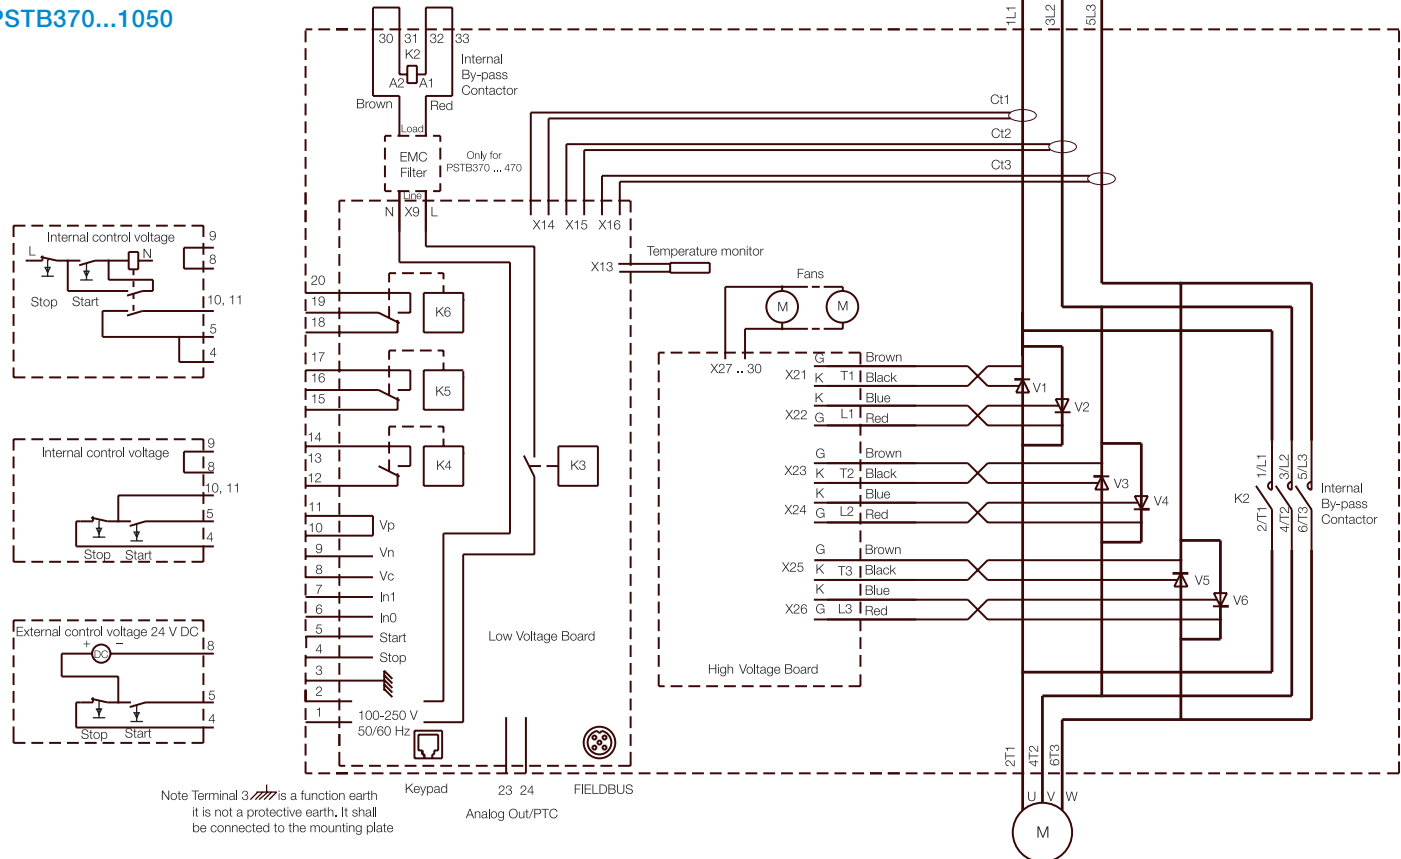 PSTB370...1050
1L1
3L2
5L3
30 31 32 33
K2
A2 A1
Internal
By-pass
Contactor
Brown Red
Load
EMC
Filter
Only for
PSTB370 ... 470
Line
N X9 L
Ct1
Ct2
Ct3
X14 X15 X16
X13
Temperature monitor
Fans
M M
X27 .. 30
Internal control voltage
L N
Stop Start
9
8
10, 11
5
4
Internal control voltage
Stop Start
9
8
10, 11
5
4
External control voltage 24 V DC
+ −
DC
Stop Start
8
5
4
20
19
18
K6
17
16
15
K5
14
13
12
K4
K3
11
10
Vp
9 Vn
8 Vc
7 In1
6 In0
5 Start
4 Stop
3
2
1
100-250 V
50/60 Hz
Low Voltage Board
Keypad
23 24
Analog Out/PTC
FIELDBUS
G Brown
X21 T1
K Black
K Blue
X22 L1
G Red
G Brown
X23
K T2 Black
K Blue
X24
G L2 Red
G Brown
X25
K T3 Black
K Blue
X26 G L3 Red
High Voltage Board
V1
V2
V3
V4
V5
V6
K2
1/L1
3/L2
5/L3
2/T1
4/T2
6/T3
Internal
By-pass
Contactor
2T1
4T2
6T3
U V W
M
Note Terminal 3 is a function earth
it is not a protective earth. It shall
be connected to the mounting plate